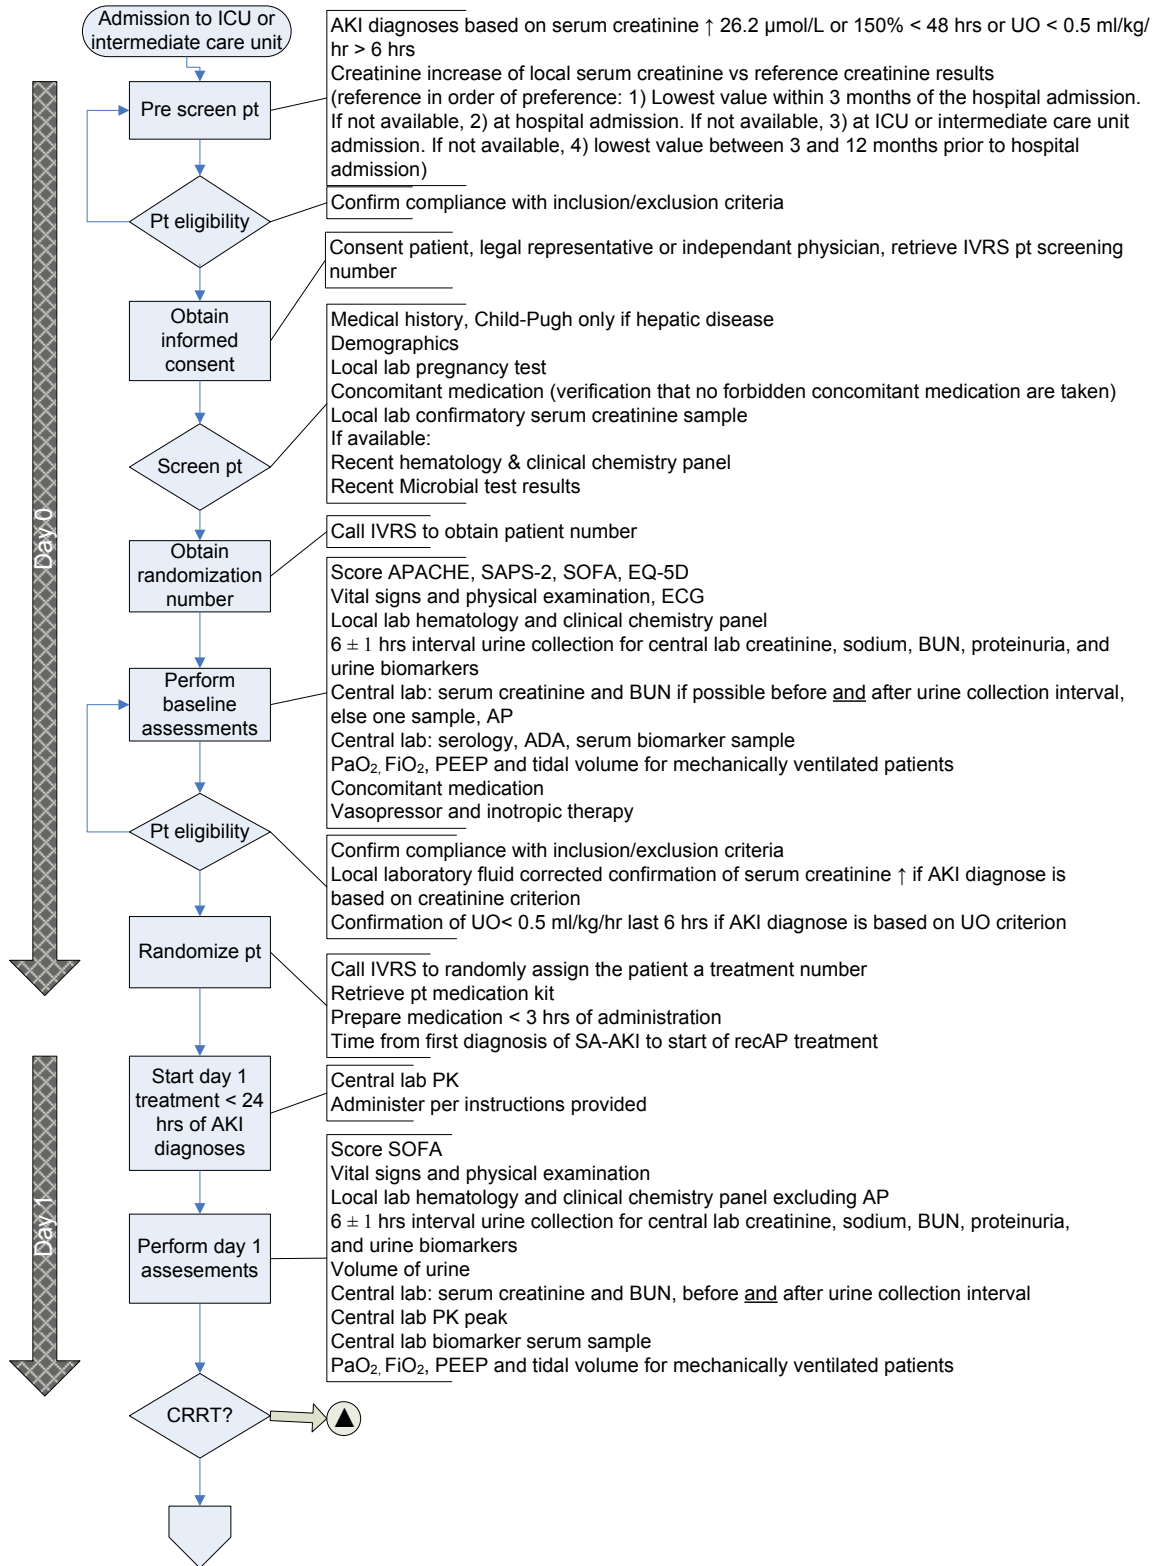 Admission to ICU or
intermediate care unit
AKI diagnoses based on serum creatinine ↑ 26.2 µmol/L or 150% < 48 hrs or UO < 0.5 ml/kg/
hr > 6 hrs
Creatinine increase of local serum creatinine vs reference creatinine results
(reference in order of preference: 1) Lowest value within 3 months of the hospital admission.
If not available, 2) at hospital admission. If not available, 3) at ICU or intermediate care unit
admission. If not available, 4) lowest value between 3 and 12 months prior to hospital
admission)
Pre screen pt
Pt eligibility
Confirm compliance with inclusion/exclusion criteria
Consent patient, legal representative or independant physician, retrieve IVRS pt screening
number
Obtain
informed
consent
Medical history, Child-Pugh only if hepatic disease
Demographics
Local lab pregnancy test
Concomitant medication (verification that no forbidden concomitant medication are taken)
Local lab confirmatory serum creatinine sample
If available:
Recent hematology & clinical chemistry panel
Recent Microbial test results
Screen pt
Day 0
Call IVRS to obtain patient number
Obtain
randomization
number
Score APACHE, SAPS-2, SOFA, EQ-5D
Vital signs and physical examination, ECG
Local lab hematology and clinical chemistry panel
6 ± 1 hrs interval urine collection for central lab creatinine, sodium, BUN, proteinuria, and
urine biomarkers
Central lab: serum creatinine and BUN if possible before and after urine collection interval,
else one sample, AP
Central lab: serology, ADA, serum biomarker sample
PaO2, FiO2, PEEP and tidal volume for mechanically ventilated patients
Concomitant medication
Vasopressor and inotropic therapy
Perform
baseline
assessments
Pt eligibility
Confirm compliance with inclusion/exclusion criteria
Local laboratory fluid corrected confirmation of serum creatinine ↑ if AKI diagnose is
based on creatinine criterion
Confirmation of UO< 0.5 ml/kg/hr last 6 hrs if AKI diagnose is based on UO criterion
Randomize pt
Call IVRS to randomly assign the patient a treatment number
Retrieve pt medication kit
Prepare medication < 3 hrs of administration
Time from first diagnosis of SA-AKI to start of recAP treatment
Start day 1
treatment < 24
hrs of AKI
diagnoses
Central lab PK
Administer per instructions provided
Day 1
Score SOFA
Vital signs and physical examination
Local lab hematology and clinical chemistry panel excluding AP
6 ± 1 hrs interval urine collection for central lab creatinine, sodium, BUN, proteinuria,
and urine biomarkers
Volume of urine
Central lab: serum creatinine and BUN, before and after urine collection interval
Central lab PK peak
Central lab biomarker serum sample
PaO2, FiO2, PEEP and tidal volume for mechanically ventilated patients
Perform day 1
assesements
CRRT?